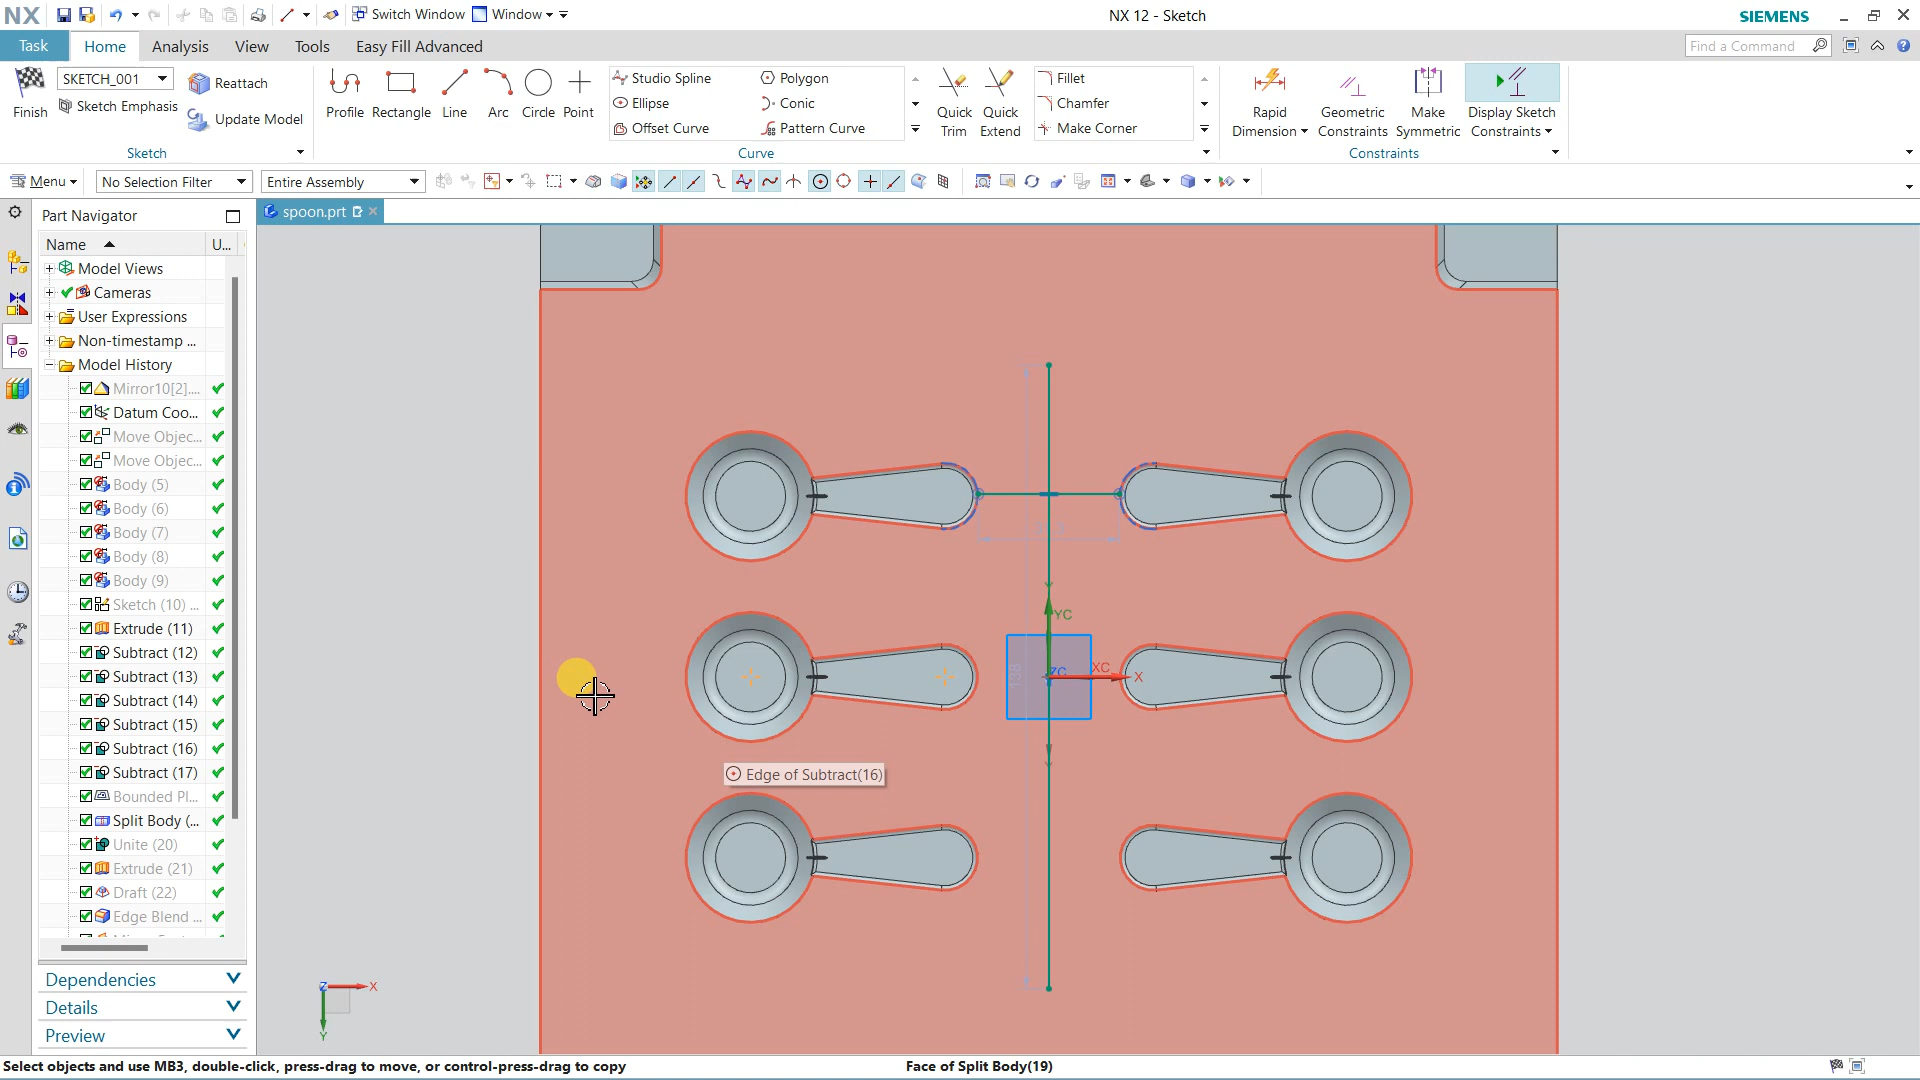 NX Switch Window Window NX 12 - Sketch SIEMENS
Task Home Analysis View Tools Easy Fill Advanced Find a Command
SKETCH_001 Reattach Studio Spline Polygon Fillet
Ellipse Conic Chamfer
Finish Sketch Emphasis Update Model Profile Rectangle Line Arc Circle Point Offset Curve Pattern Curve Quick Trim Quick Extend Make Corner Rapid Dimension Geometric Constraints Make Symmetric Display Sketch Constraints
Sketch Curve Constraints
Menu No Selection Filter Entire Assembly
Part Navigator spoon.prt
Name U...
Model Views
Cameras
User Expressions
Non-timestamp ...
Model History
Mirror10[2]....
Datum Coo...
Move Objec...
Move Objec...
Body (5)
Body (6)
Body (7)
Body (8)
Body (9)
Sketch (10) ...
Extrude (11)
Subtract (12)
Subtract (13)
Subtract (14)
Subtract (15)
Subtract (16)
Subtract (17)
Bounded Pl...
Split Body (...
Unite (20)
Extrude (21)
Draft (22)
Edge Blend ...
Dependencies
Details
Preview
YC
ZC XC X
Edge of Subtract(16)
Z X
Y
Select objects and use MB3, double-click, press-drag to move, or control-press-drag to copy Face of Split Body(19)